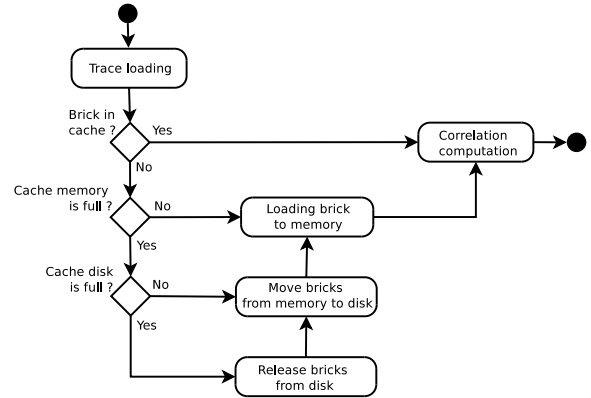 Trace loading
Brick in
cache ?
Yes
No
Correlation
computation
Cache memory
is full ?
No
Yes
Loading brick
to memory
Cache disk
is full ?
No
Yes
Move bricks
from memory to disk
Release bricks
from disk